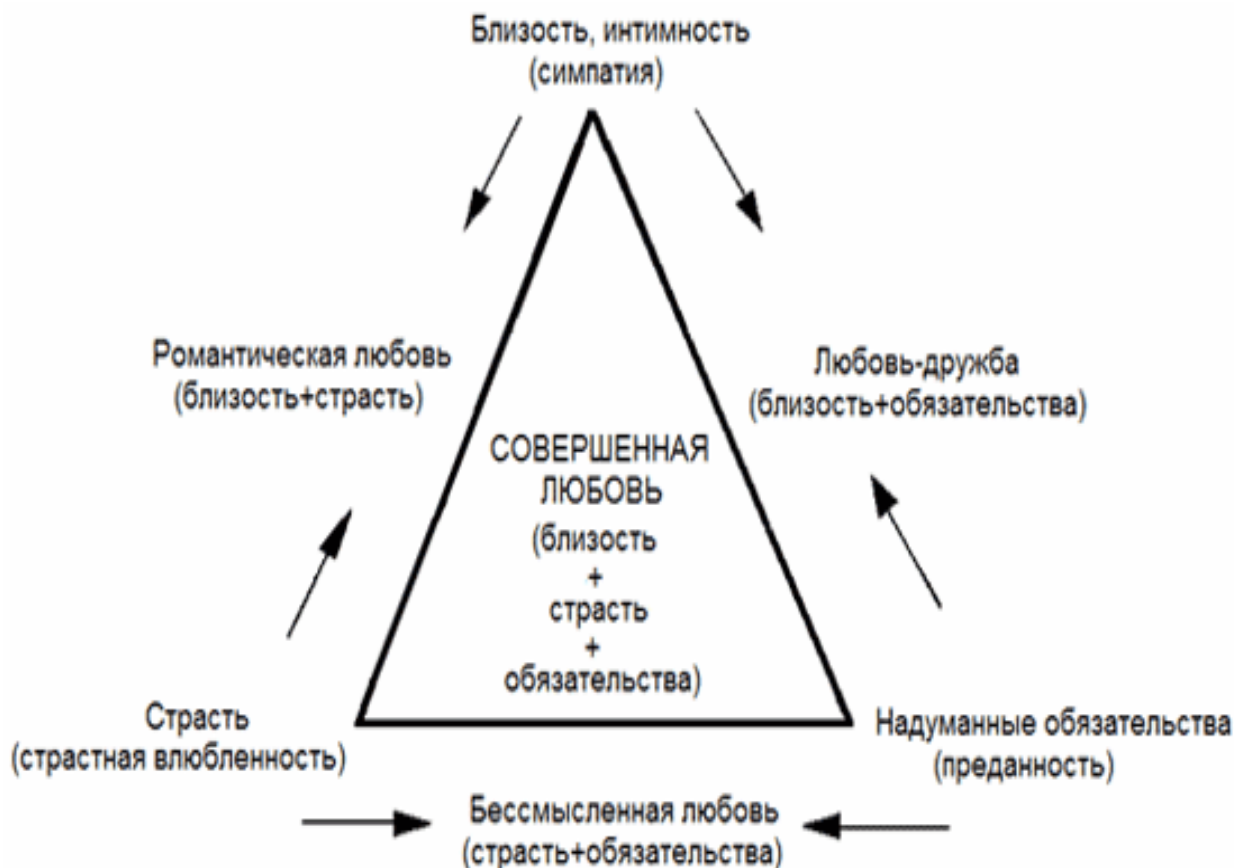 Близость, интимность
(симпатия)
Романтическая любовь
(близость+страсть)
Любовь-дружба
(близость+обязательства)
СОВЕРШЕННАЯ
ЛЮБОВЬ
(близость
+
страсть
+
обязательства)
Страсть
(страстная влюбленность)
Надуманные обязательства
(преданность)
Бессмысленная любовь
(страсть+обязательства)